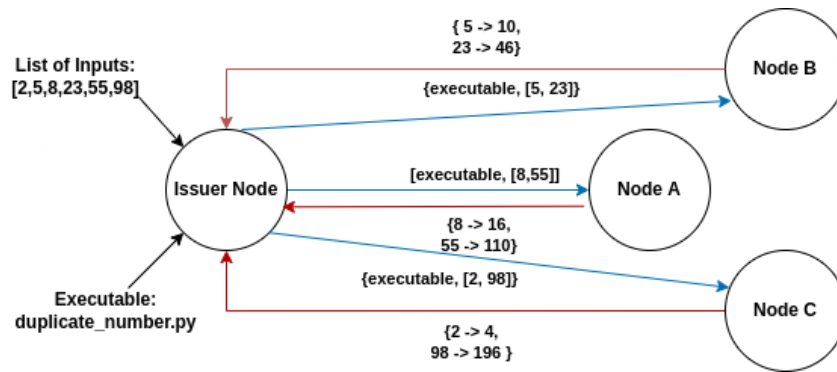 { 5 -> 10,
23 -> 46}
Node B
List of Inputs:
[2,5,8,23,55,98]
{executable, [5, 23]}
[executable, [8,55]]
Issuer Node
Node A
{8 -> 16,
55 -> 110}
{executable, [2, 98]}
Executable:
duplicate_number.py
Node C
{2 -> 4,
98 -> 196 }